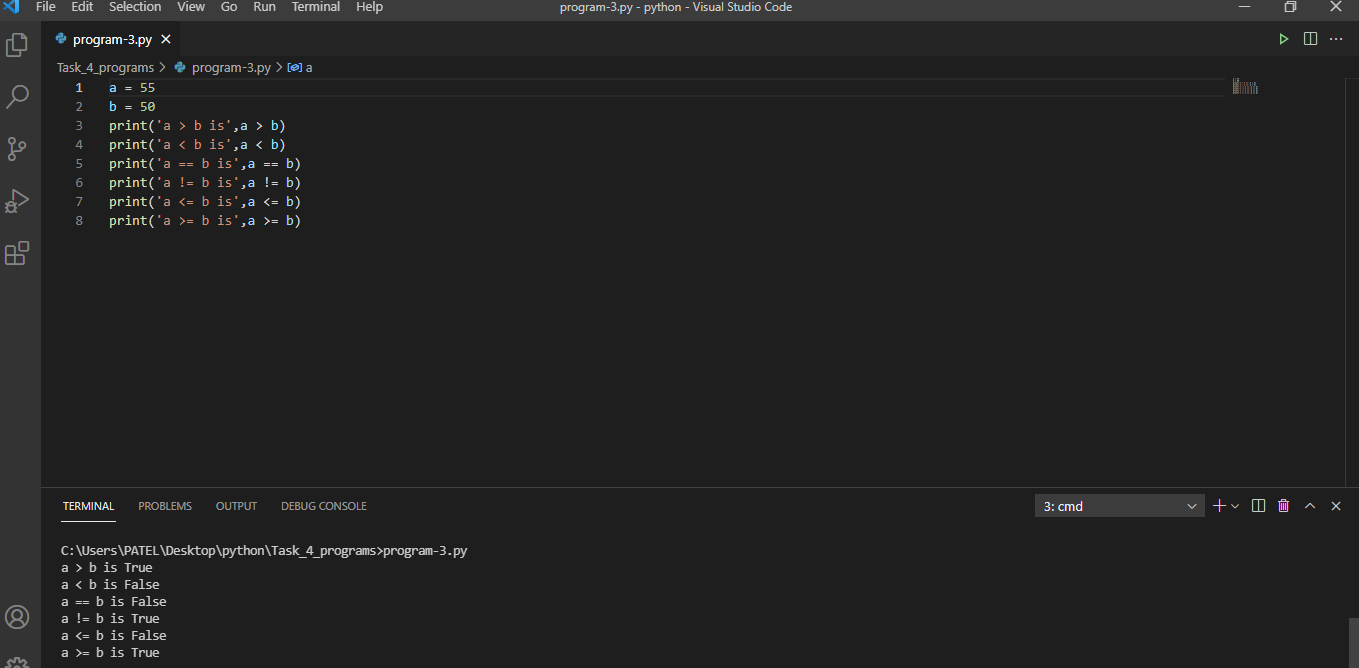 File Edit Selection View Go Run Terminal Help program-3.py - python - Visual Studio Code
program-3.py
Task_4_programs > program-3.py > a
1 a = 55
2 b = 50
3 print('a > b is',a > b)
4 print('a < b is',a < b)
5 print('a == b is',a == b)
6 print('a != b is',a != b)
7 print('a <= b is',a <= b)
8 print('a >= b is',a >= b)
TERMINAL PROBLEMS OUTPUT DEBUG CONSOLE 3: cmd
C:\Users\PATEL\Desktop\python\Task_4_programs>program-3.py
a > b is True
a < b is False
a == b is False
a != b is True
a <= b is False
a >= b is True